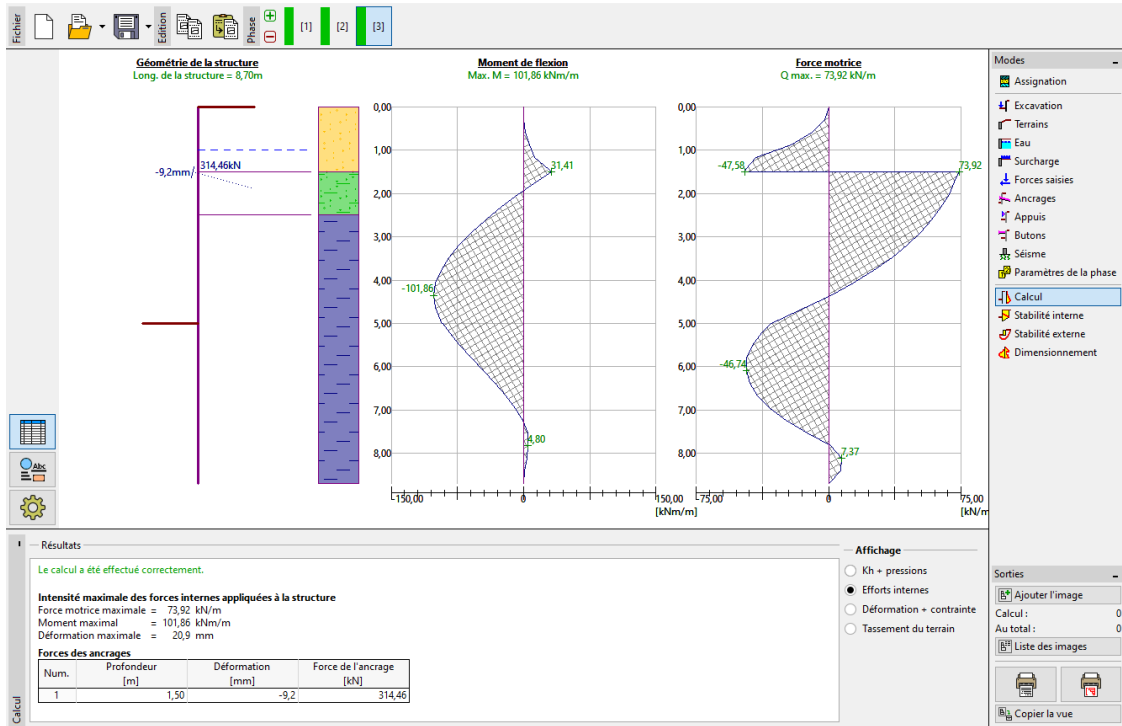 Fichier
Edition
Phase
[1]
[2]
[3]
Géométrie de la structure
Long. de la structure = 8,70m
-9,2mm
314,46kN
Moment de flexion
Max. M = 101,86 kNm/m
0,00
1,00
2,00
3,00
4,00
5,00
6,00
7,00
8,00
31,41
-101,86
4,80
-150,00
0
150,00
[kNm/m]
Force motrice
Q max. = 73,92 kN/m
0,00
1,00
2,00
3,00
4,00
5,00
6,00
7,00
8,00
-47,58
73,92
-46,74
7,37
-75,00
0
75,00
[kN/m
Modes
Assignation
Excavation
Terrains
Eau
Surcharge
Forces saisies
Ancrages
Appuis
Butons
Séisme
Paramètres de la phase
Calcul
Stabilité interne
Stabilité externe
Dimensionnement
Abc
Calcul
Résultats
Le calcul a été effectué correctement.
Intensité maximale des forces internes appliquées à la structure
Force motrice maximale = 73,92 kN/m
Moment maximal = 101,86 kNm/m
Déformation maximale = 20,9 mm
Forces des ancrages
Num. Profondeur Déformation Force de l'ancrage
[m] [mm] [kN]
1 1,50 -9,2 314,46
Affichage
Kh + pressions
Efforts internes
Déformation + contrainte
Tassement du terrain
Sorties
Ajouter l'image
Calcul : 0
Au total : 0
Liste des images
Copier la vue